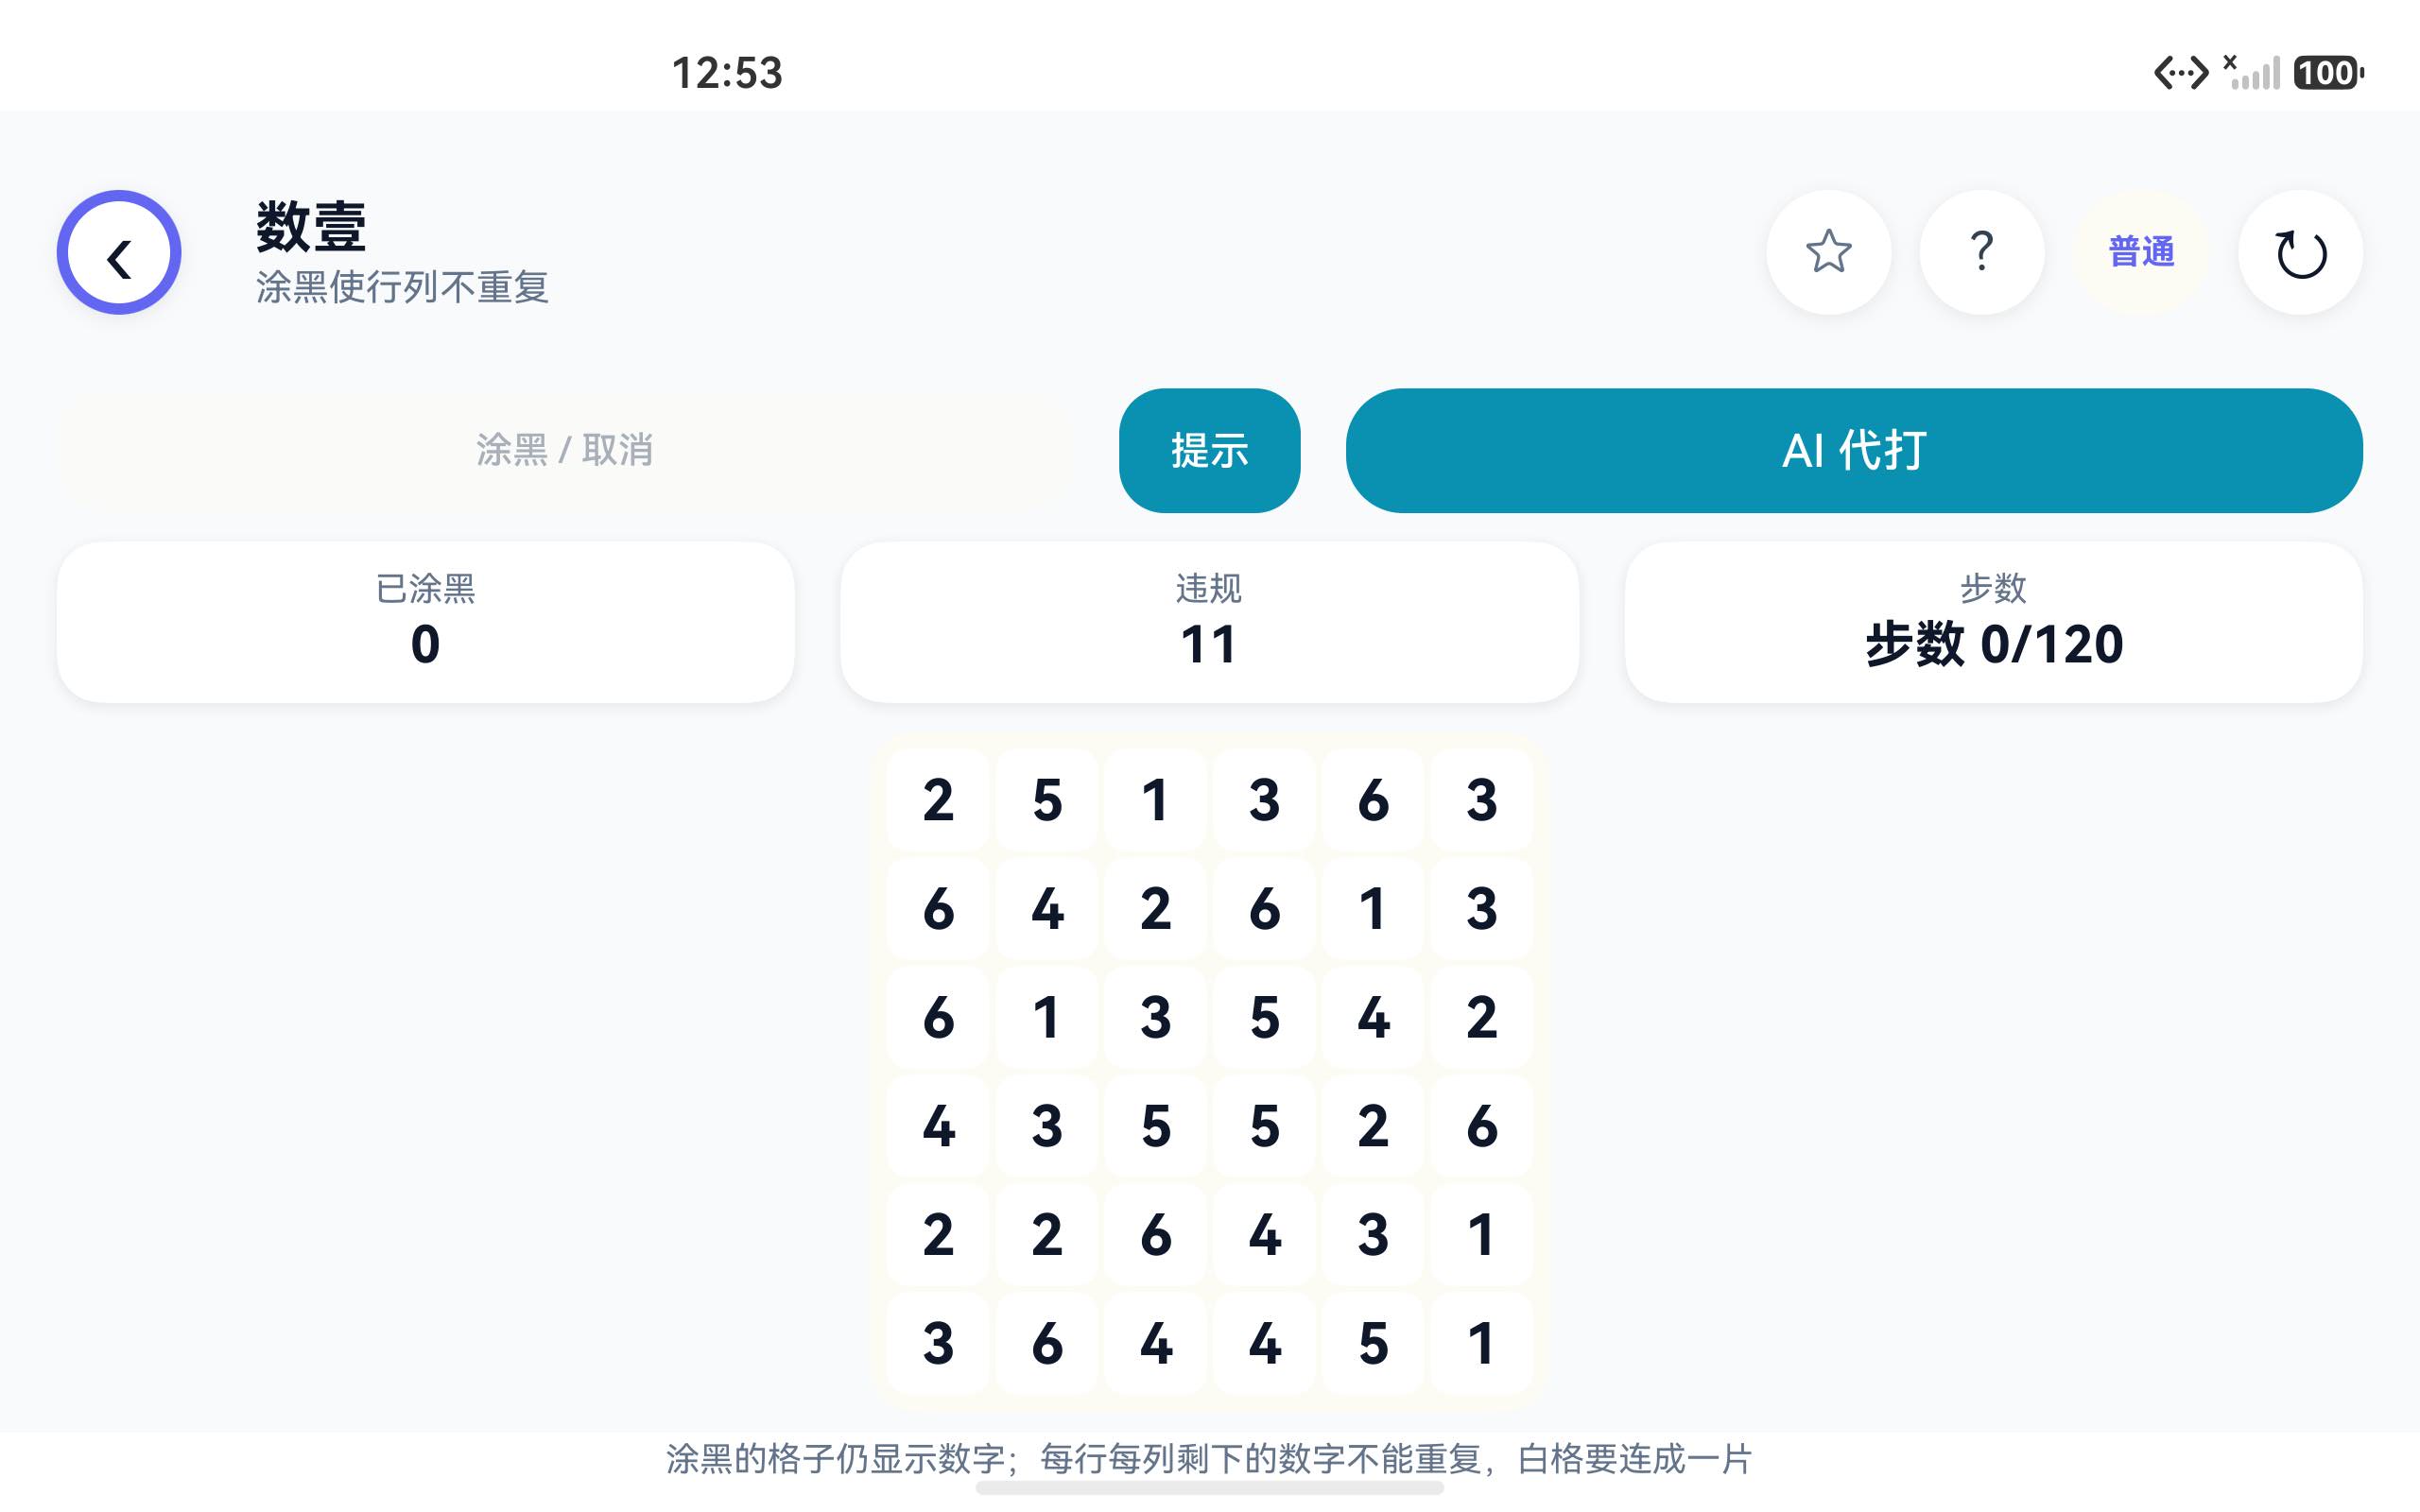 12:53
100
数壹
涂黑使行列不重复
?
普通
涂黑 / 取消
提示
AI 代打
已涂黑
0
违规
11
步数
步数 0/120
2 5 1 3 6 3
6 4 2 6 1 3
6 1 3 5 4 2
4 3 5 5 2 6
2 2 6 4 3 1
3 6 4 4 5 1
涂黑的格子仍显示数字；每行每列剩下的数字不能重复，白格要连成一片